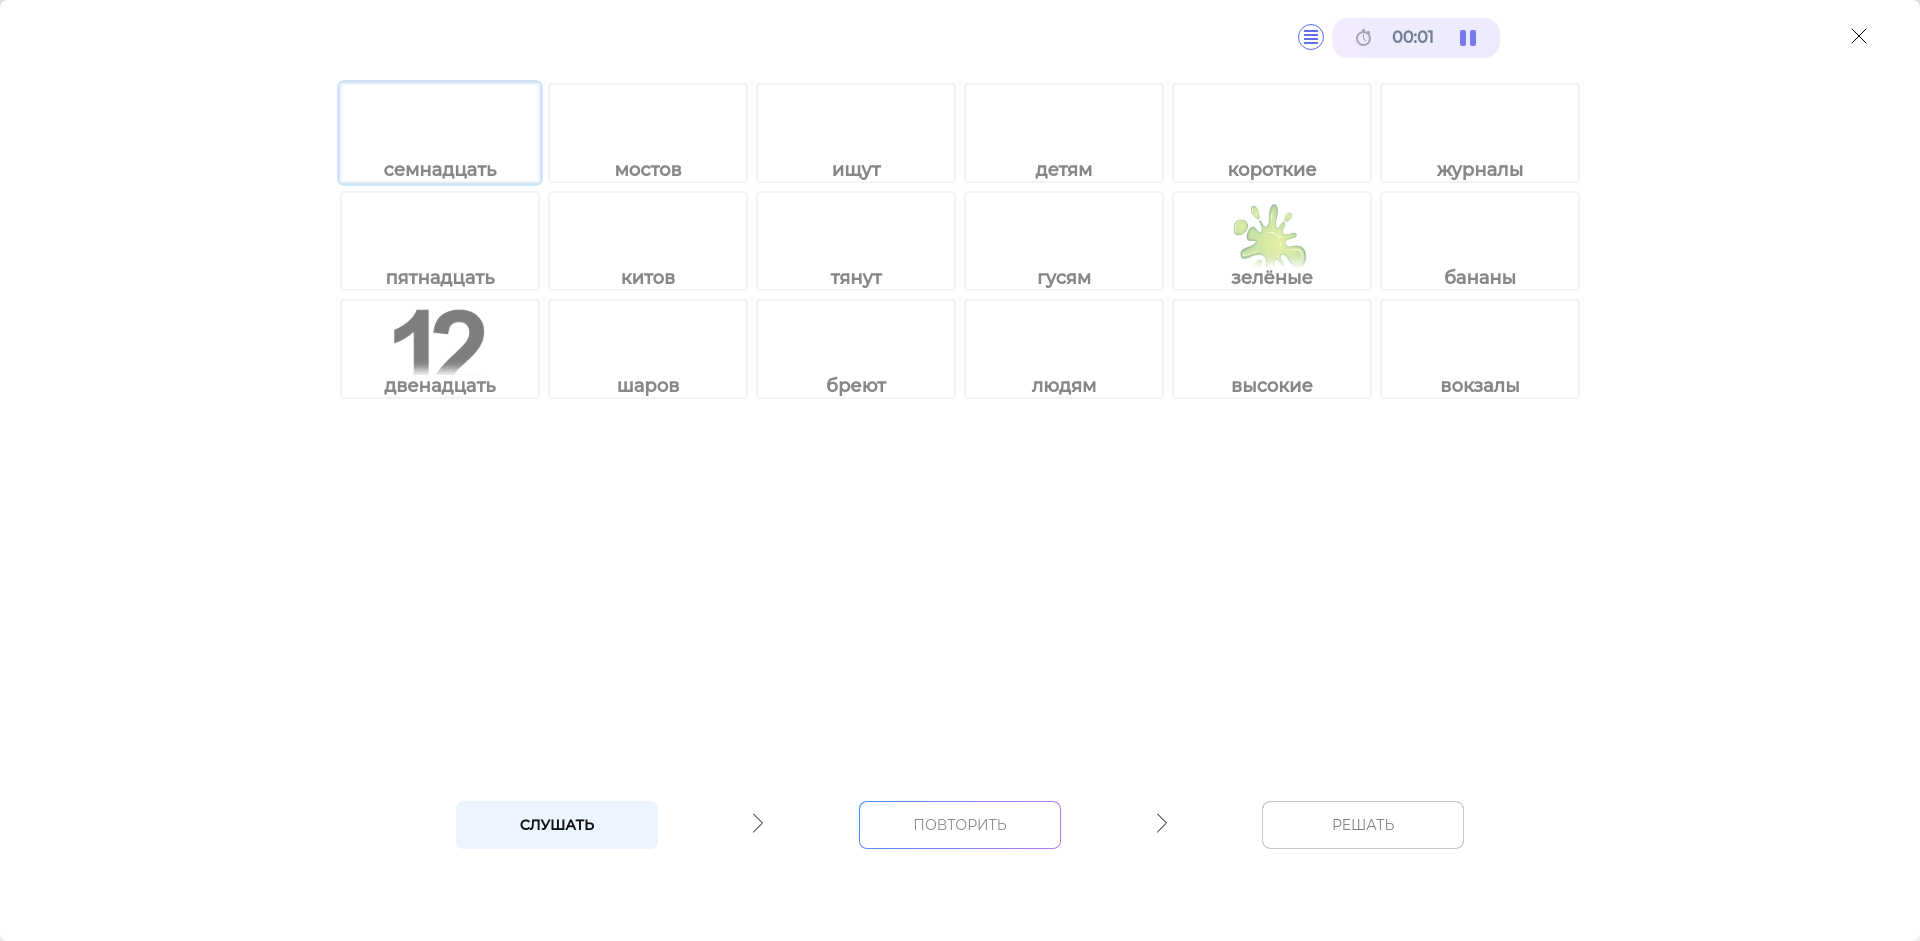 00:01
семнадцать мостов ищут детям короткие журналы
пятнадцать китов тянут гусям зелёные бананы
12
двенадцать шаров бреют людям высокие вокзалы
СЛУШАТЬ ПОВТОРИТЬ РЕШАТЬ